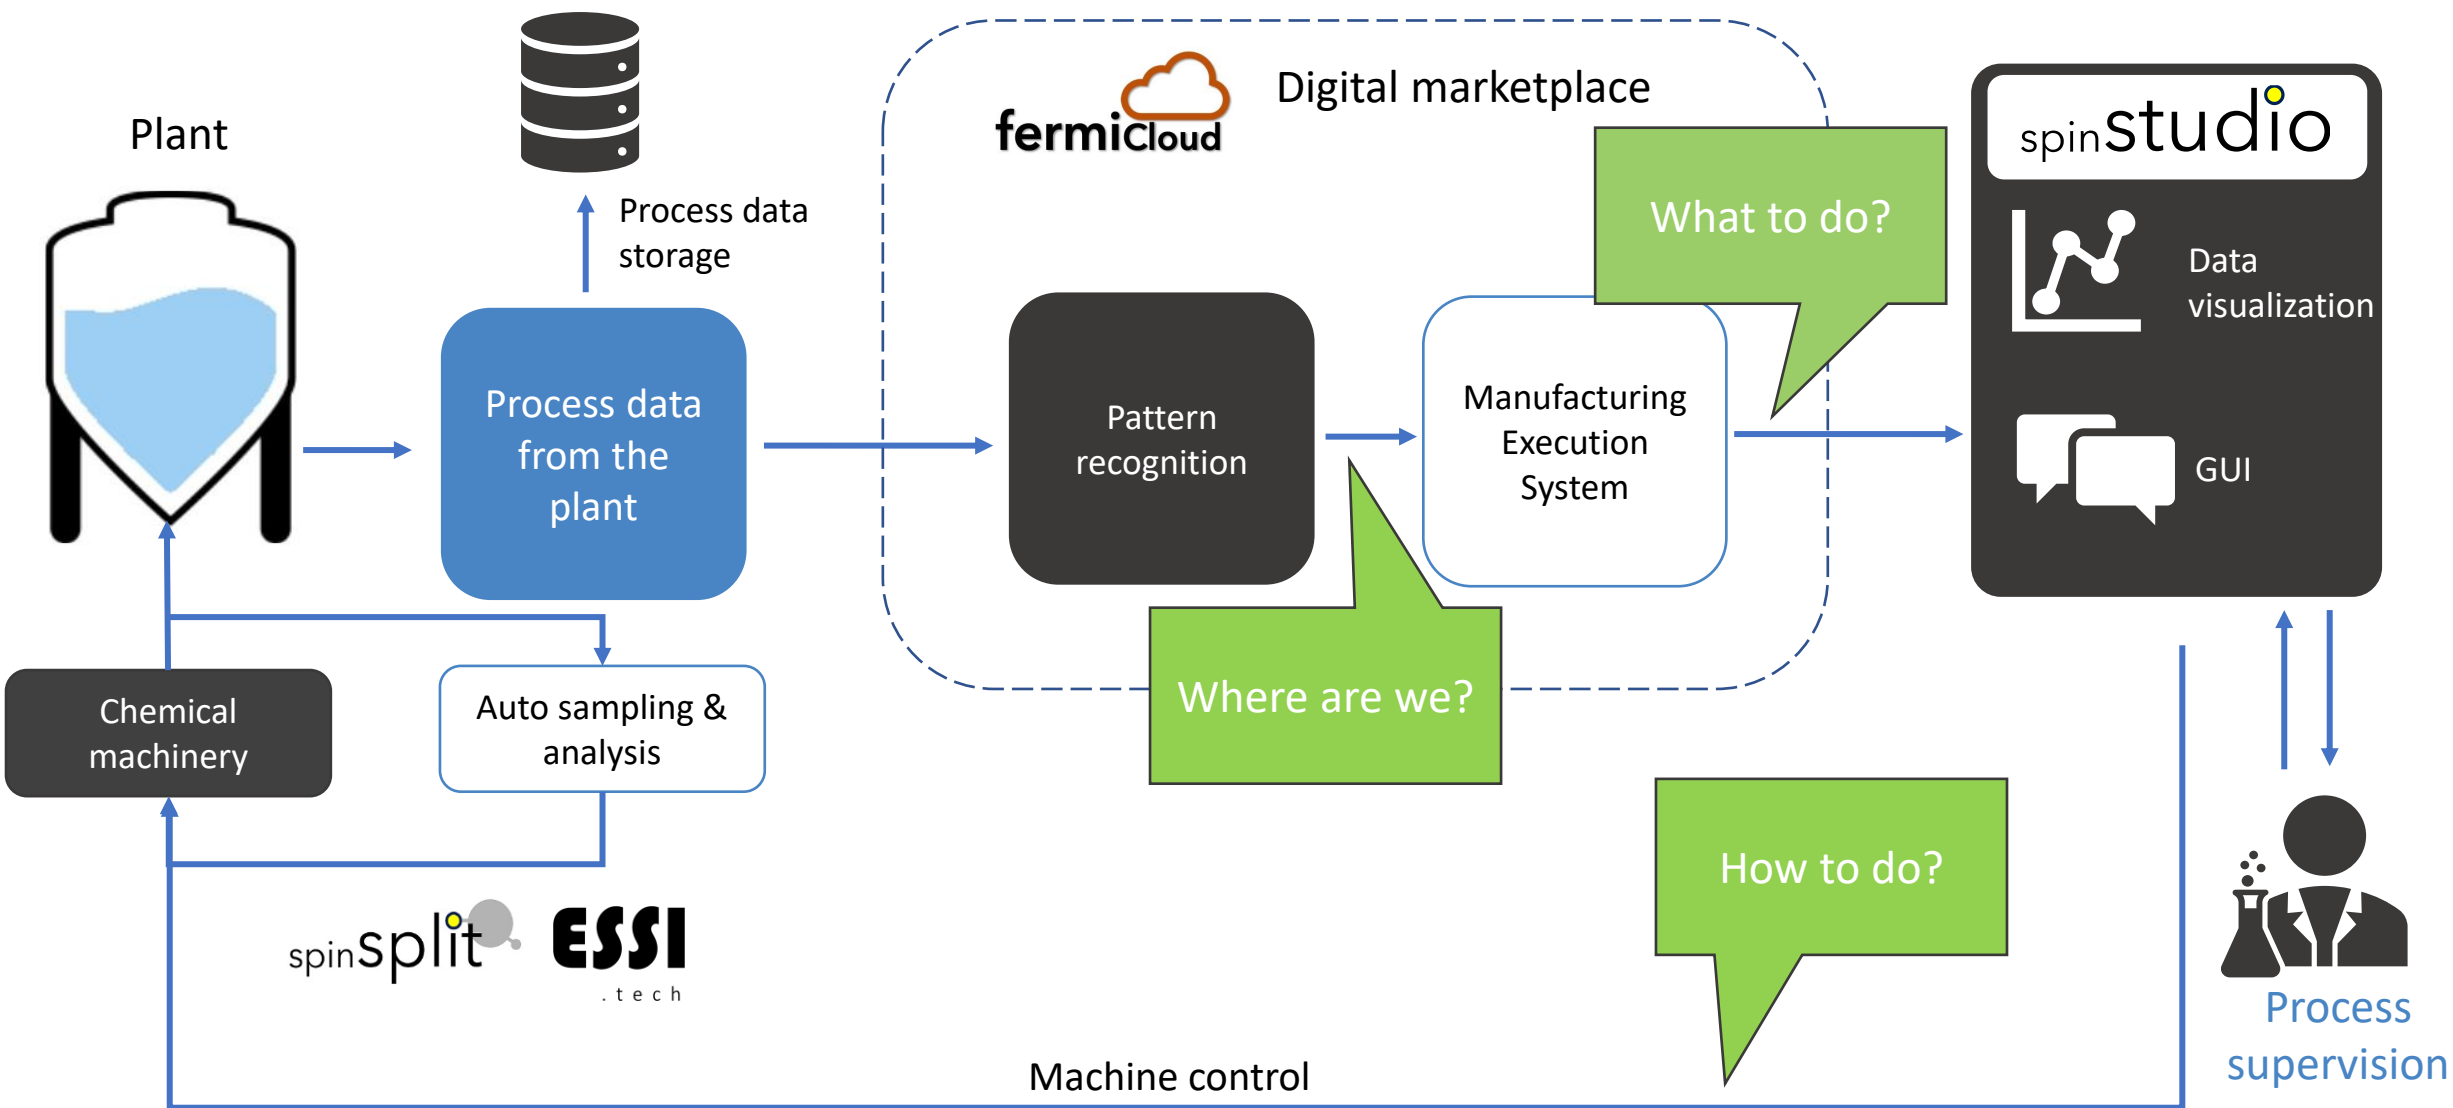 Plant
Process data
storage
Process data
from the
plant
fermiCloud
Digital marketplace
What to do?
Pattern
recognition
Manufacturing
Execution
System
Where are we?
spinstudio
Data
visualization
GUI
Chemical
machinery
Auto sampling &
analysis
spinsplit
ESSI
.tech
How to do?
Process
supervision
Machine control